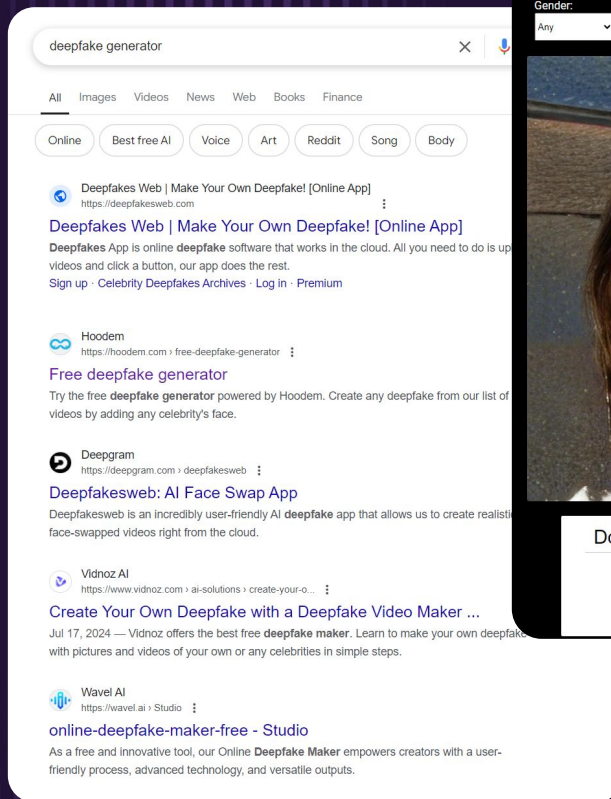 deepfake generator
All Images Videos News Web Books Finance
Online Best free AI Voice Art Reddit Song Body
Deepfakes Web | Make Your Own Deepfake! [Online App]
https://deepfakesweb.com
Deepfakes Web | Make Your Own Deepfake! [Online App]
Deepfakes App is online deepfake software that works in the cloud. All you need to do is up
videos and click a button, our app does the rest.
Sign up · Celebrity Deepfakes Archives · Log in · Premium
Hoodem
https://hoodem.com › free-deepfake-generator
Free deepfake generator
Try the free deepfake generator powered by Hoodem. Create any deepfake from our list of
videos by adding any celebrity's face.
Deepgram
https://deepgram.com › deepfakesweb
Deepfakesweb: AI Face Swap App
Deepfakesweb is an incredibly user-friendly AI deepfake app that allows us to create realistic
face-swapped videos right from the cloud.
Vidnoz AI
https://www.vidnoz.com › ai-solutions › create-your-o...
Create Your Own Deepfake with a Deepfake Video Maker ...
Jul 17, 2024 — Vidnoz offers the best free deepfake maker. Learn to make your own deepfake
with pictures and videos of your own or any celebrities in simple steps.
Wavel AI
https://wavel.ai › Studio
online-deepfake-maker-free - Studio
As a free and innovative tool, our Online Deepfake Maker empowers creators with a user-
friendly process, advanced technology, and versatile outputs.
Gender:
Any